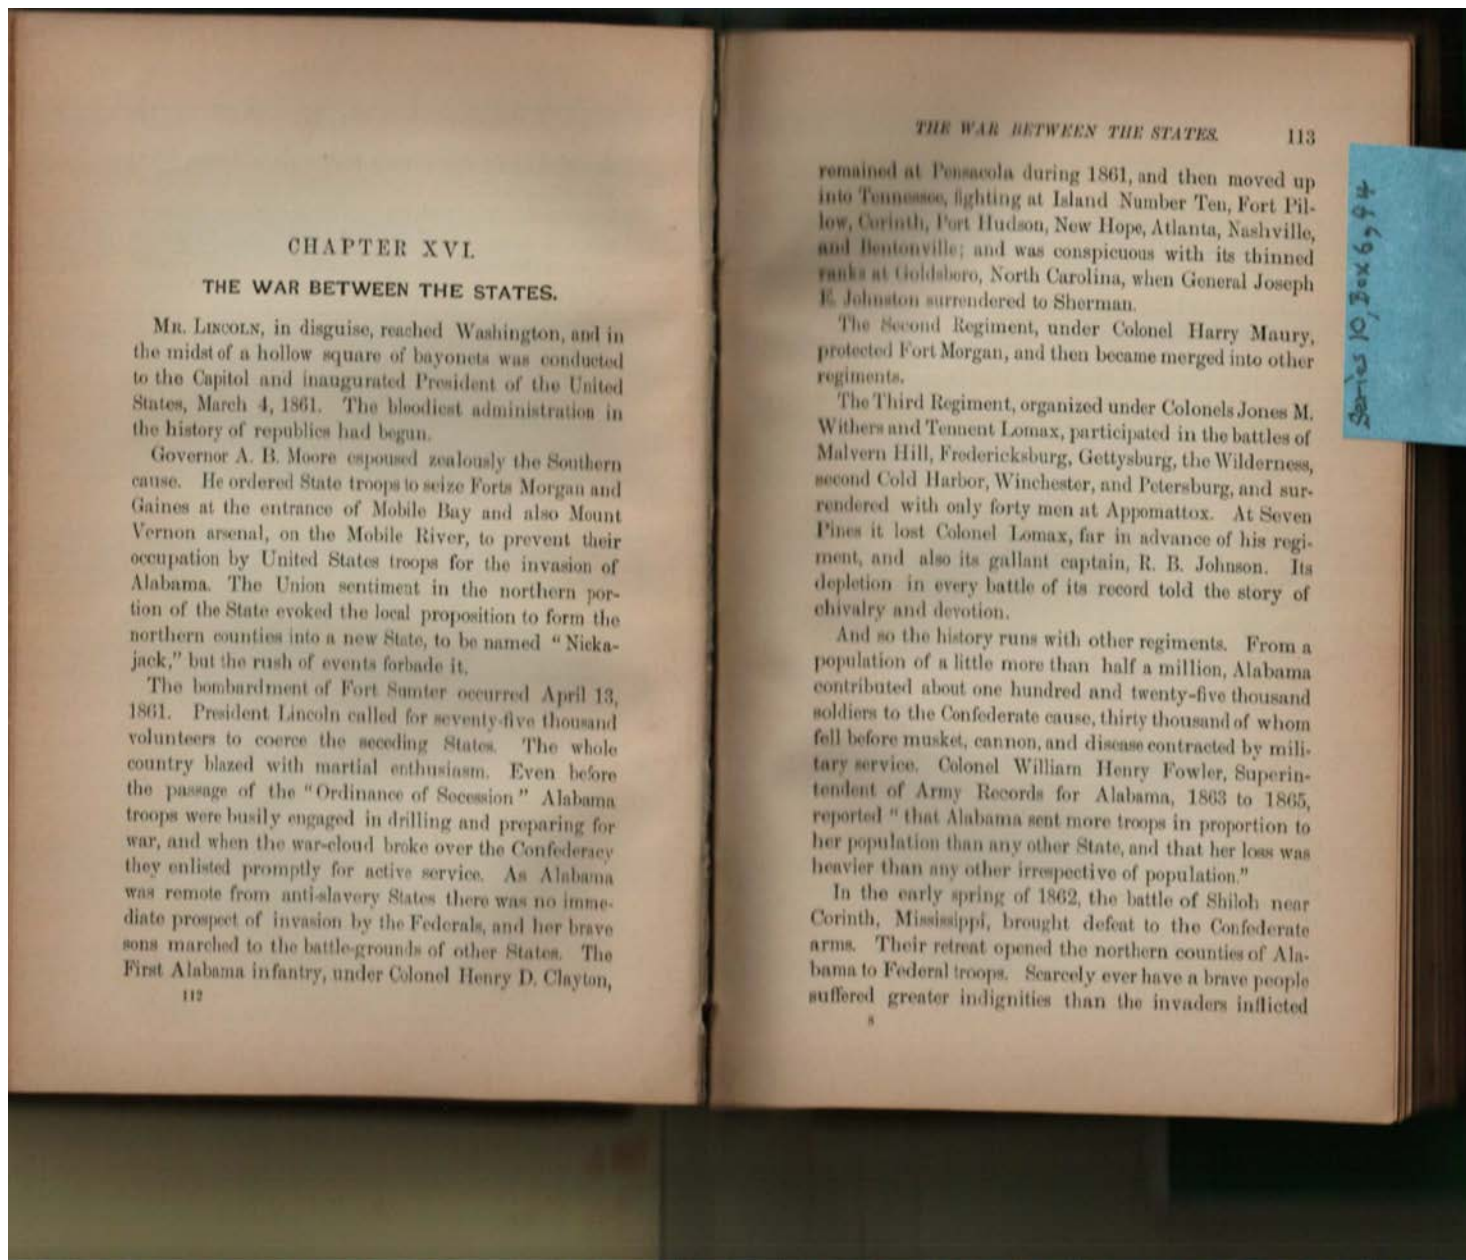 CHAPTER XVI.
THE WAR BETWEEN THE STATES.
MR. LINCOLN, in disguise, reached Washington, and in
the midst of a hollow square of bayonets was conducted
to the Capitol and inaugurated President of the United
States, March 4, 1861. The bloodiest administration in
the history of republics had begun.
Governor A. B. Moore espoused zealously the Southern
cause. He ordered State troops to seize Forts Morgan and
Gaines at the entrance of Mobile Bay and also Mount
Vernon arsenal, on the Mobile River, to prevent their
occupation by United States troops for the invasion of
Alabama. The Union sentiment in the northern por-
tion of the State evoked the local proposition to form the
northern counties into a new State, to be named "Nicka-
jack," but the rush of events forbade it.
The bombardment of Fort Sumter occurred April 13,
1861. President Lincoln called for seventy-five thousand
volunteers to coerce the seceding States. The whole
country blazed with martial enthusiasm. Even before
the passage of the "Ordinance of Secession" Alabama
troops were busily engaged in drilling and preparing for
war, and when the war-cloud broke over the Confederacy
they enlisted promptly for active service. As Alabama
was remote from anti-slavery States there was no imme-
diate prospect of invasion by the Federals, and her brave
sons marched to the battle-grounds of other States. The
First Alabama infantry, under Colonel Henry D. Clayton,
112
THE WAR BETWEEN THE STATES. 113
remained at Pensacola during 1861, and then moved up
into Tennessee, fighting at Island Number Ten, Fort Pil-
low, Corinth, Port Hudson, New Hope, Atlanta, Nashville,
and Bentonville; and was conspicuous with its thinned
ranks at Goldsboro, North Carolina, when General Joseph
E. Johnston surrendered to Sherman.
The Second Regiment, under Colonel Harry Maury,
protected Fort Morgan, and then became merged into other
regiments.
The Third Regiment, organized under Colonels Jones M.
Withers and Tennent Lomax, participated in the battles of
Malvern Hill, Fredericksburg, Gettysburg, the Wilderness,
second Cold Harbor, Winchester, and Petersburg, and sur-
rendered with only forty men at Appomattox. At Seven
Pines it lost Colonel Lomax, far in advance of his regi-
ment, and also its gallant captain, R. B. Johnson. Its
depletion in every battle of its record told the story of
chivalry and devotion.
And so the history runs with other regiments. From a
population of a little more than half a million, Alabama
contributed about one hundred and twenty-five thousand
soldiers to the Confederate cause, thirty thousand of whom
fell before musket, cannon, and disease contracted by mili-
tary service. Colonel William Henry Fowler, Superin-
tendent of Army Records for Alabama, 1863 to 1865,
reported "that Alabama sent more troops in proportion to
her population than any other State, and that her loss was
heavier than any other irrespective of population."
In the early spring of 1862, the battle of Shiloh near
Corinth, Mississippi, brought defeat to the Confederate
arms. Their retreat opened the northern counties of Ala-
bama to Federal troops. Scarcely ever have a brave people
suffered greater indignities than the invaders inflicted
8
Series 10, Box 6, 94